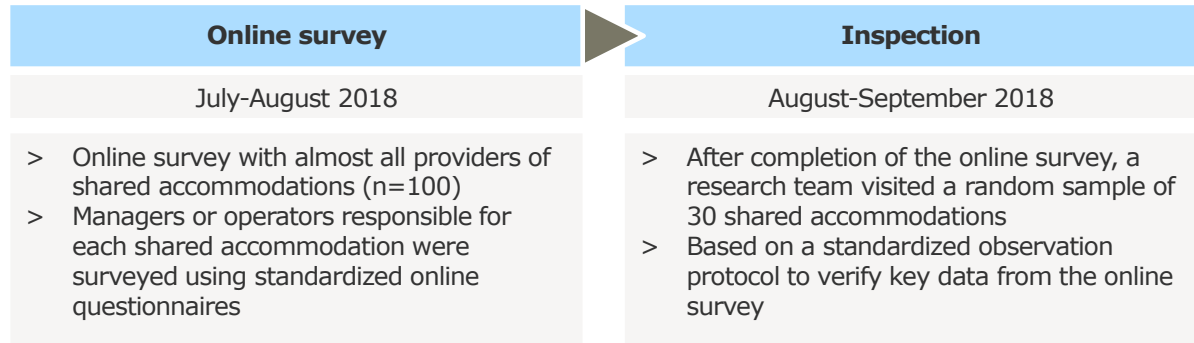 Online survey
Inspection
July-August 2018
August-September 2018
> Online survey with almost all providers of
shared accommodations (n=100)
> Managers or operators responsible for
each shared accommodation were
surveyed using standardized online
questionnaires
> After completion of the online survey, a
research team visited a random sample of
30 shared accommodations
> Based on a standardized observation
protocol to verify key data from the online
survey